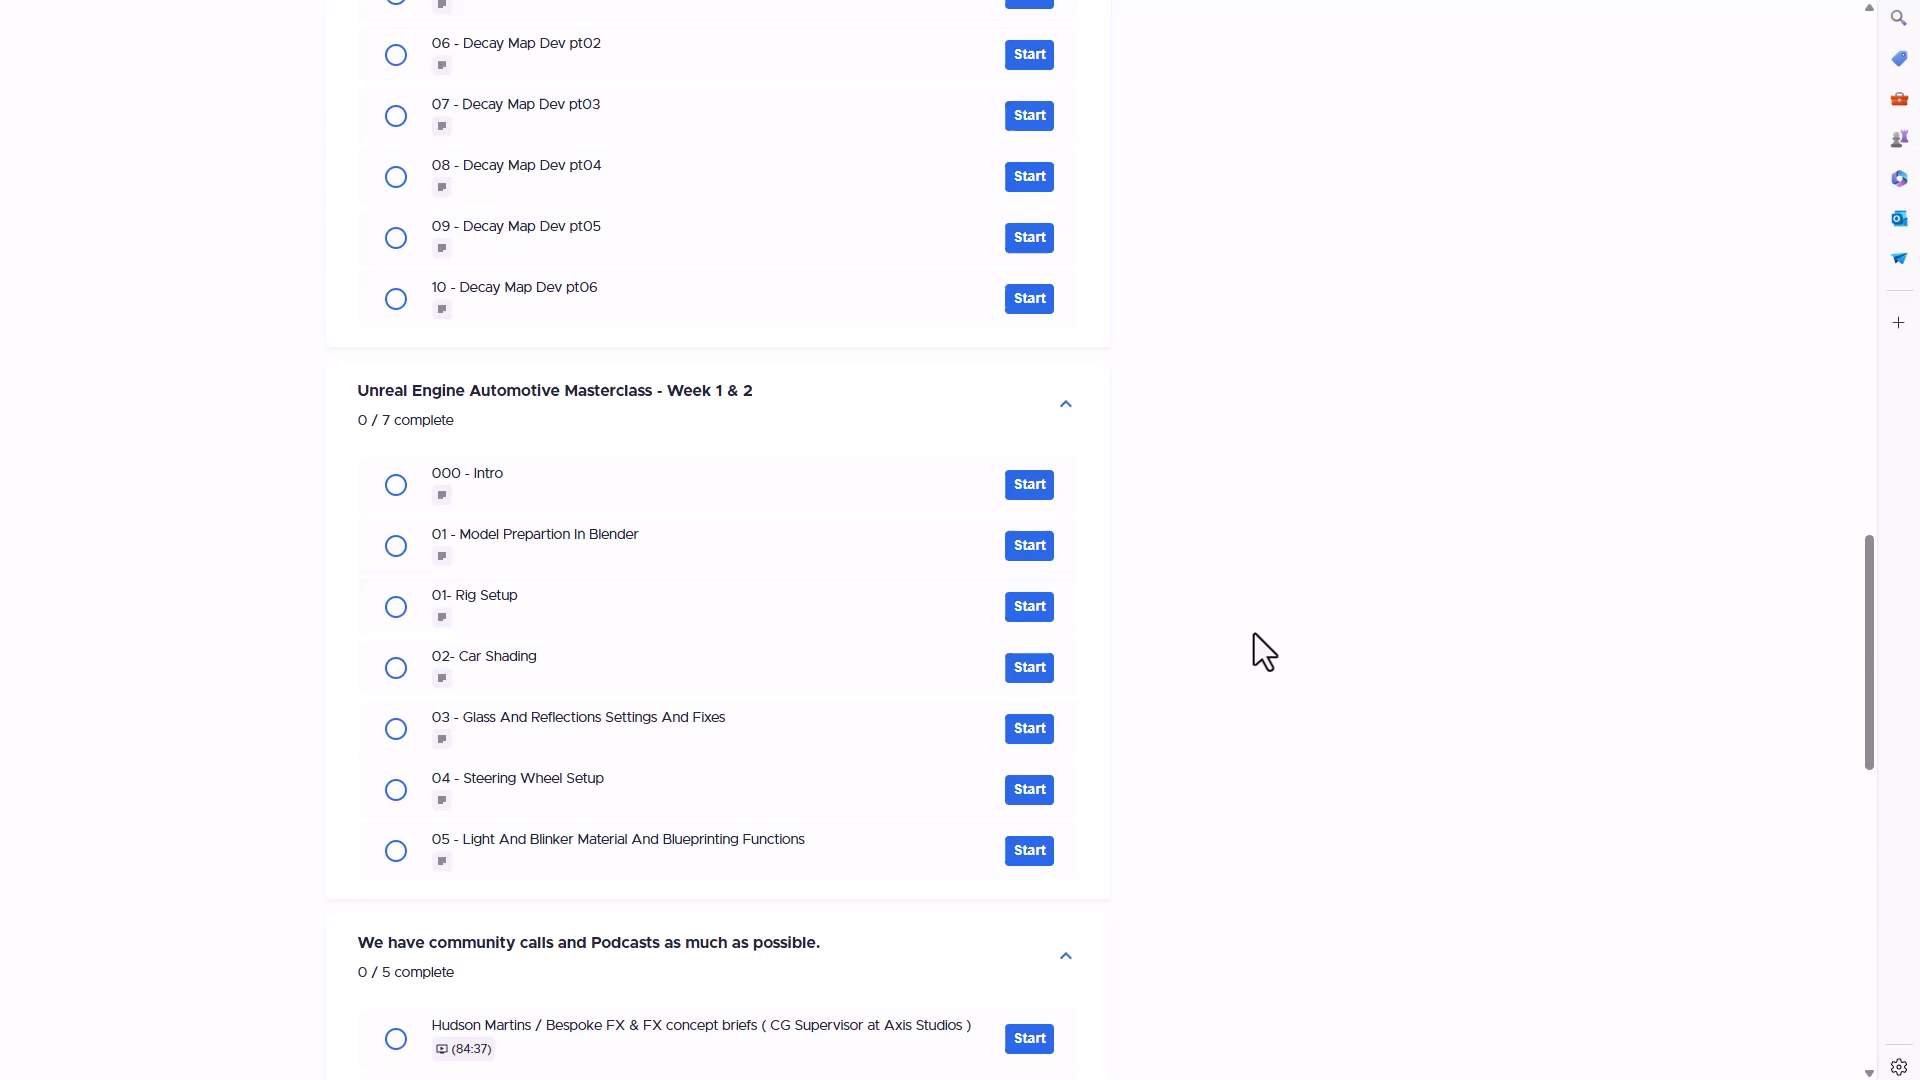 06 - Decay Map Dev pt02
Start
07 - Decay Map Dev pt03
Start
08 - Decay Map Dev pt04
Start
09 - Decay Map Dev pt05
Start
10 - Decay Map Dev pt06
Start
Unreal Engine Automotive Masterclass - Week 1 & 2
0 / 7 complete
000 - Intro
Start
01 - Model Prepartion In Blender
Start
01- Rig Setup
Start
02- Car Shading
Start
03 - Glass And Reflections Settings And Fixes
Start
04 - Steering Wheel Setup
Start
05 - Light And Blinker Material And Blueprinting Functions
Start
We have community calls and Podcasts as much as possible.
0 / 5 complete
Hudson Martins / Bespoke FX & FX concept briefs ( CG Supervisor at Axis Studios )
Start
(84:37)